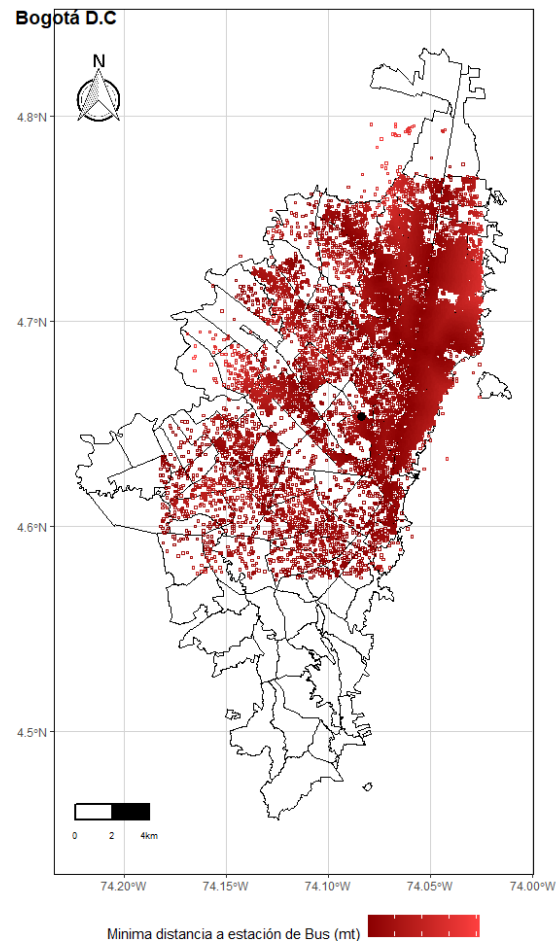 Bogotá D.C
N
4.8°N
4.7°N
4.6°N
4.5°N
0 2 4km
74.20°W 74.15°W 74.10°W 74.05°W 74.00°W
Minima distancia a estación de Bus (mt)